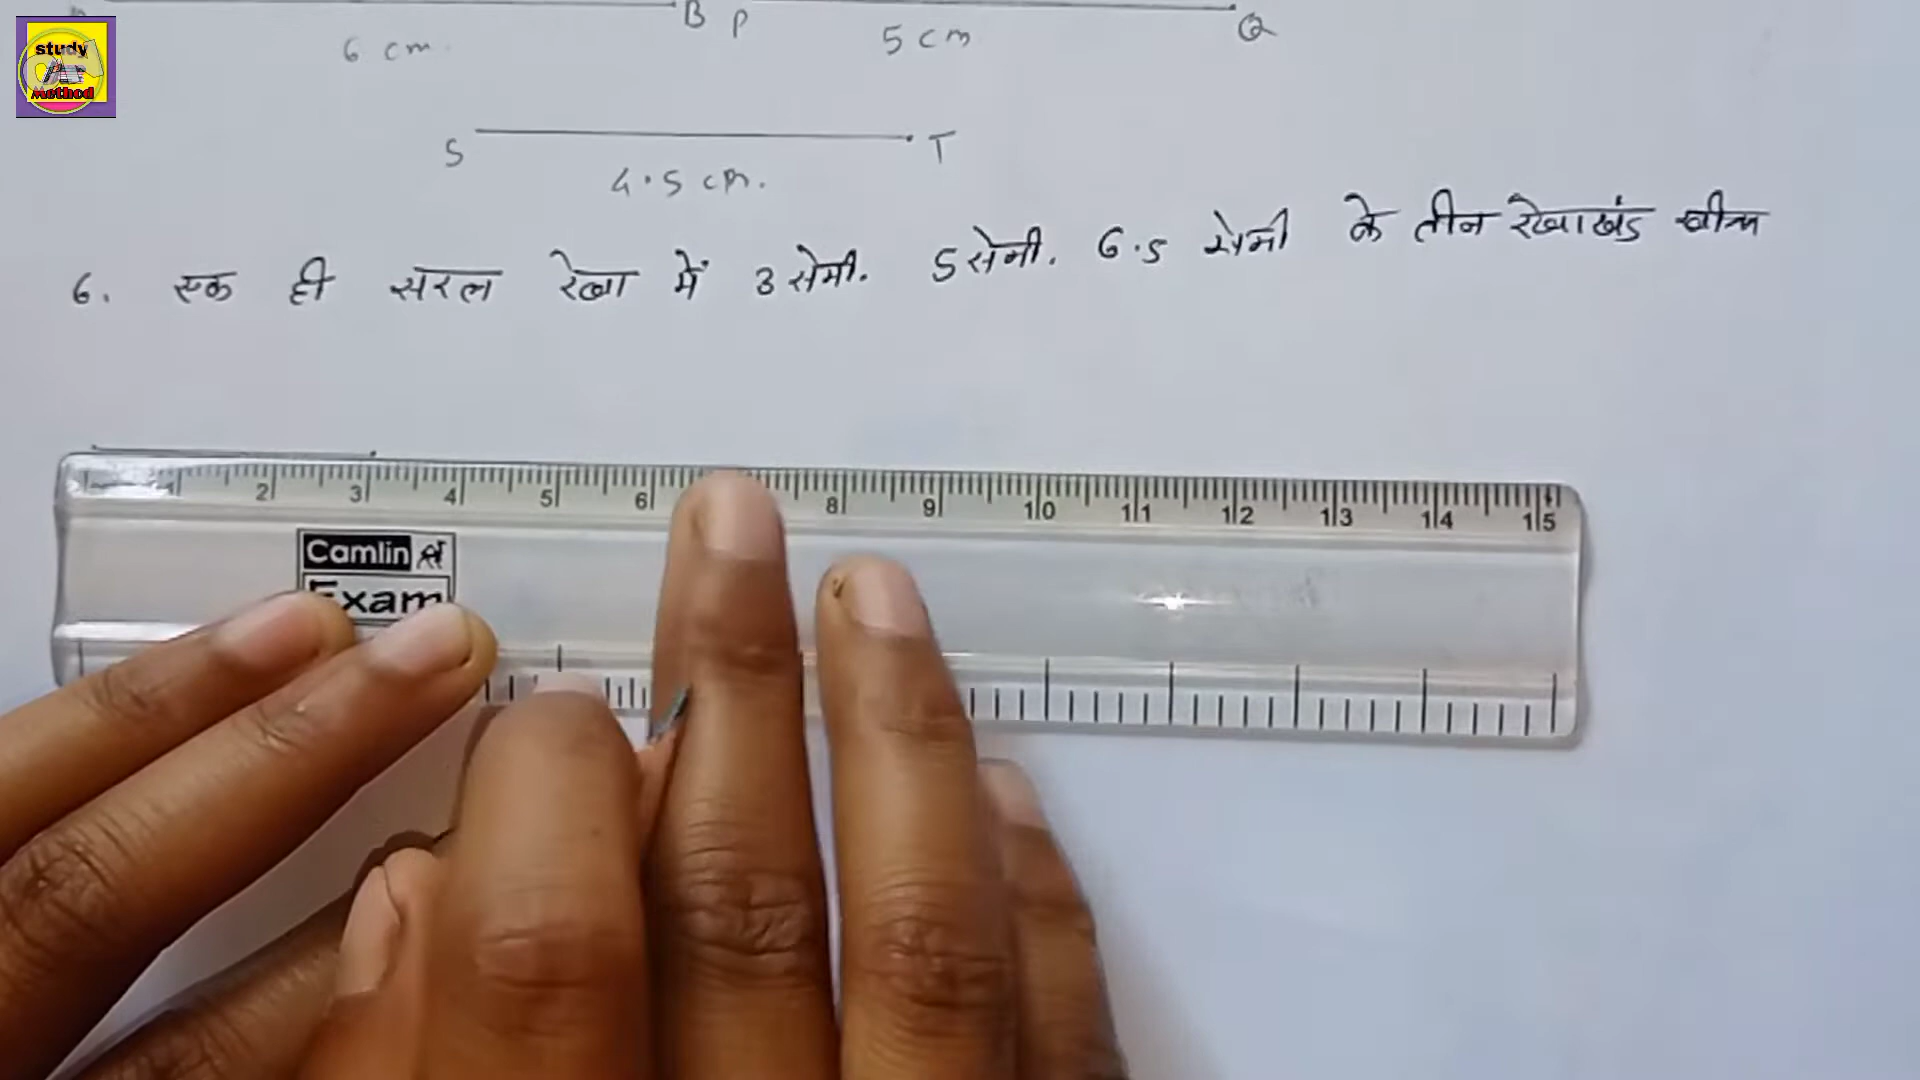 B P Q
6 cm. 5 cm
study
Method
S T
4.5 cm.
6. एक ही सरल रेखा में 3 सेमी. 5 सेमी. 6.5 सेमी के तीन रेखाखंड खीच
2 3 4 5 6 8 9 10 11 12 13 14 15
Camlin
Exam